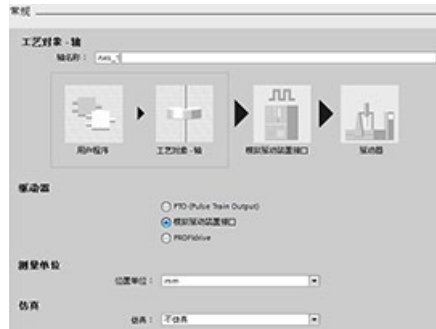 常规
工艺对象 - 轴
轴名称： Axis_1
用户程序
工艺对象 - 轴
模拟驱动装置接口
驱动器
驱动器
PTO (Pulse Train Output)
模拟驱动装置接口
PROFIdrive
测量单位
位置单位： mm
仿真
仿真： 不仿真